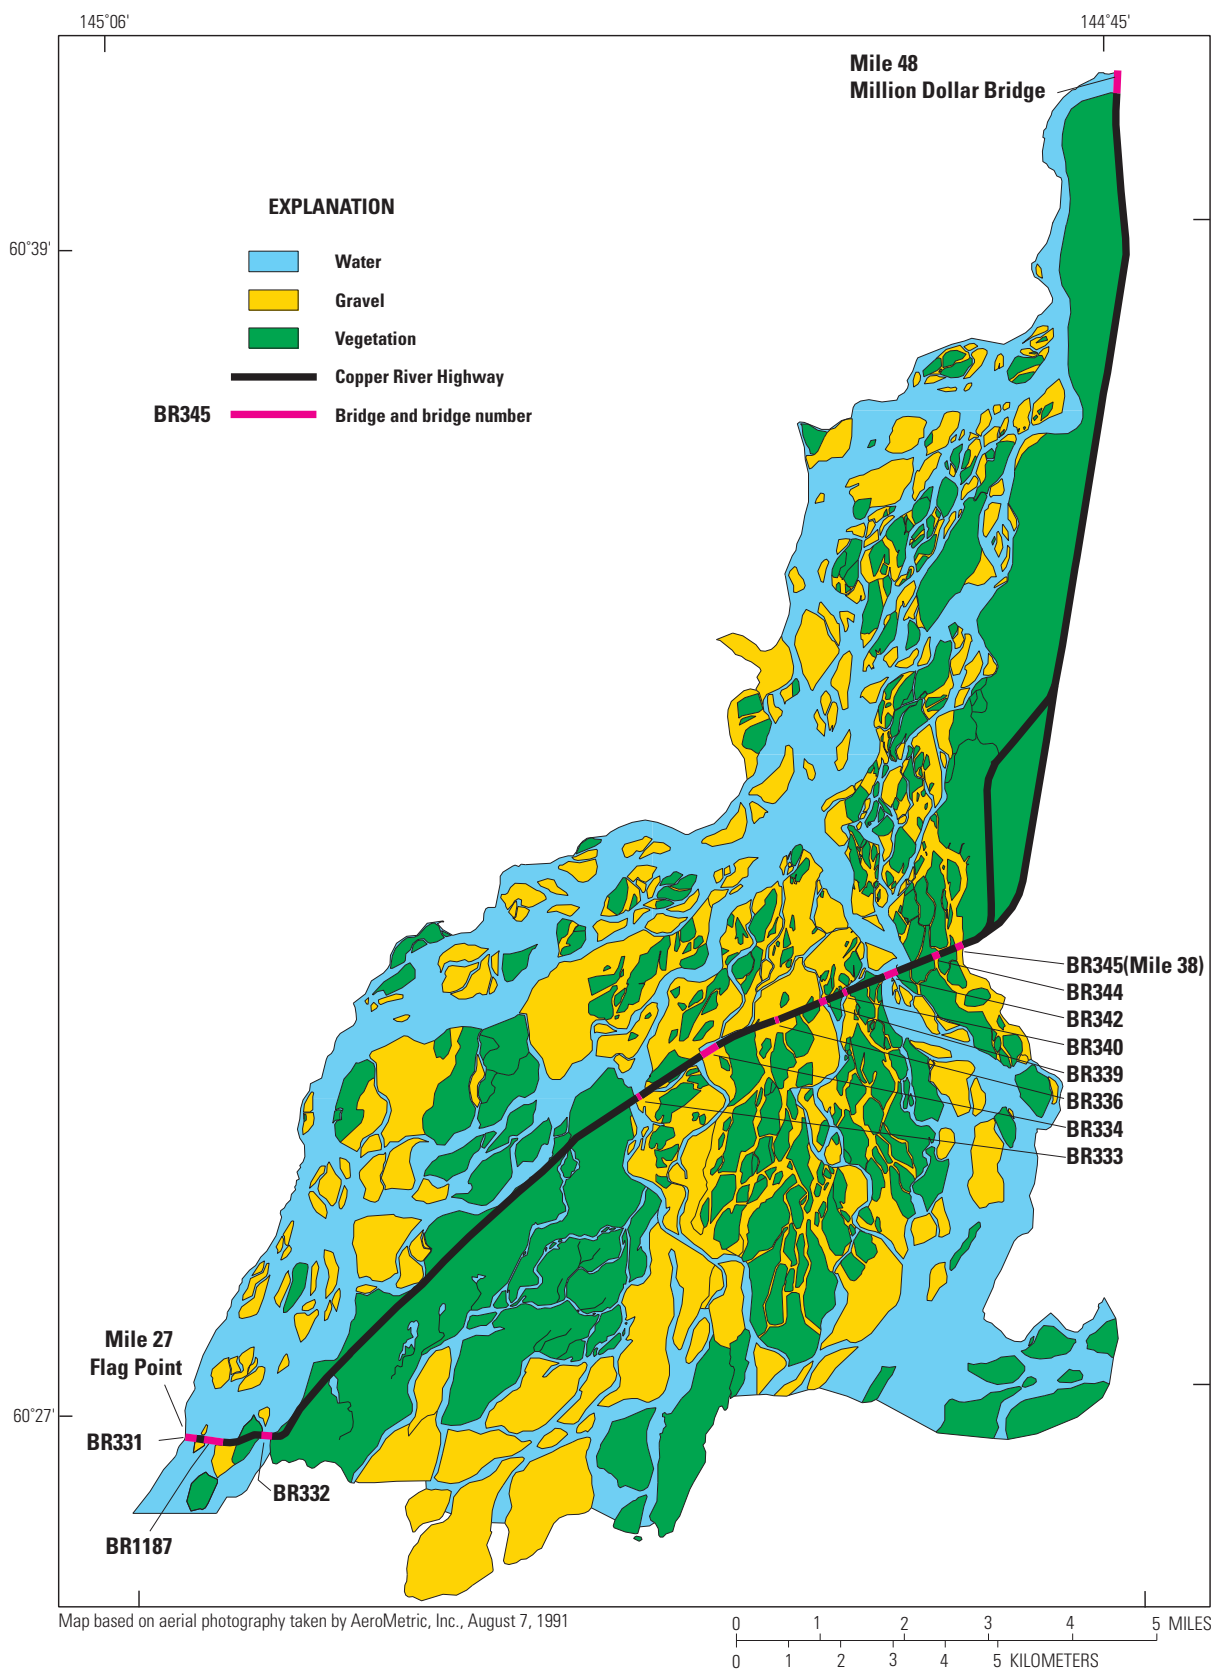 145°06'
144°45'
Mile 48
Million Dollar Bridge
EXPLANATION
60°39'
Water
Gravel
Vegetation
Copper River Highway
BR345
Bridge and bridge number
BR345(Mile 38)
BR344
BR342
BR340
BR339
BR336
BR334
BR333
Mile 27
Flag Point
60°27'
BR331
BR332
BR1187
Map based on aerial photography taken by AeroMetric, Inc., August 7, 1991
0 1 2 3 4 5 MILES
0 1 2 3 4 5 KILOMETERS